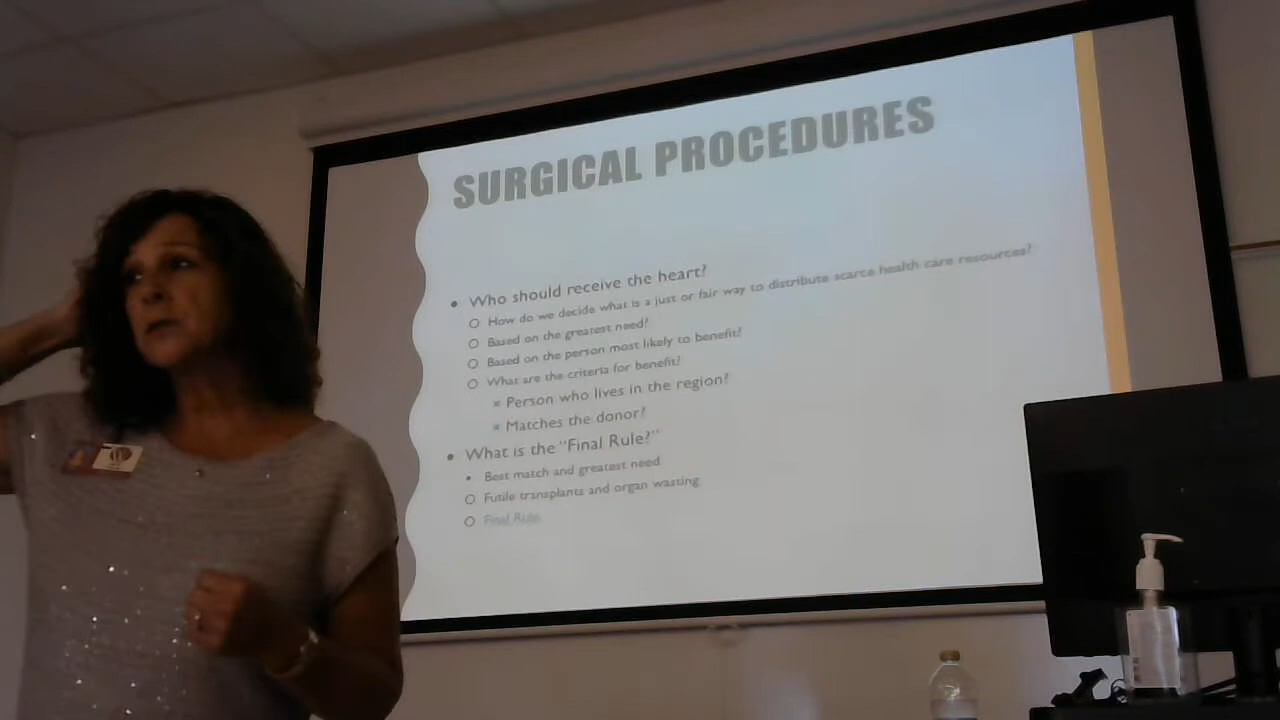 SURGICAL PROCEDURES
• Who should receive the heart?
○ How do we decide what is a just or fair way to distribute scarce health care resources?
○ Based on the greatest need?
○ Based on the person most likely to benefit?
○ What are the criteria for benefit?
▪ Person who lives in the region?
▪ Matches the donor?
• What is the "Final Rule?"
• Best match and greatest need
○ Futile transplants and organ wasting
○ Final Rule